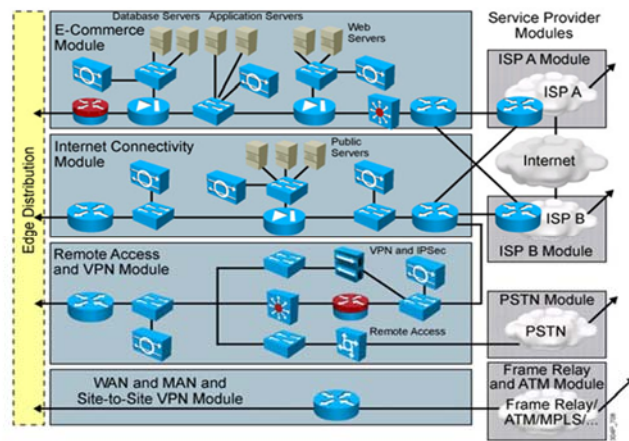 Database Servers
Application Servers
E-Commerce
Module
Web
Servers
Service Provider
Modules
ISP A Module
ISP A
Internet Connectivity
Module
Public
Servers
Internet
ISP B
ISP B Module
Edge Distribution
Remote Access
and VPN Module
VPN and IPSec
Remote Access
PSTN Module
PSTN
WAN and MAN and
Site-to-Site VPN Module
Frame Relay
and ATM Module
Frame Relay/
ATM/MPLS/...